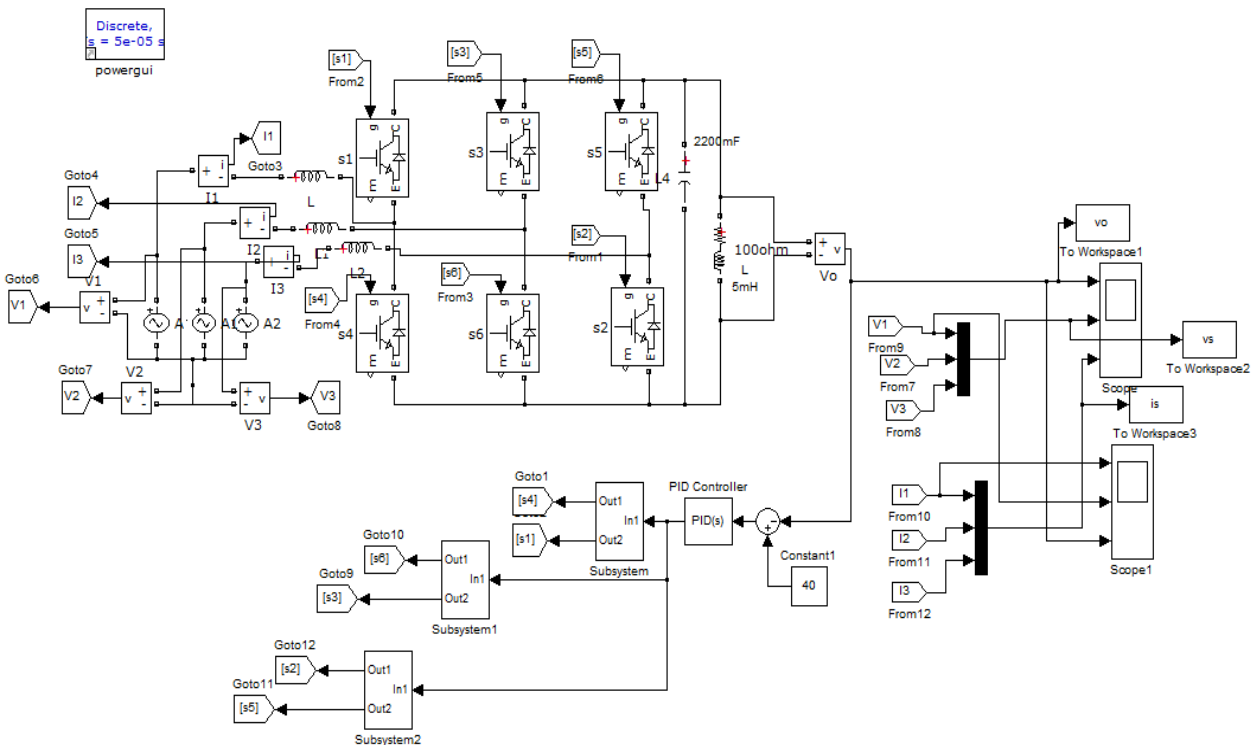 Discrete,
s = 5e-05 s
powergui
[s1]
From2
[s3]
From5
[s5]
From6
g
C
E
E
s1
g
C
E
E
s3
g
C
E
E
s5
2200mF
L4
I1
Goto3
i
+
-
I1
L
Goto4
I2
i
+
-
I2
L1
Goto5
I3
i
+
-
I3
L2
[s2]
From1
[s6]
From3
[s4]
From4
100ohm
L
5mH
+
-
v
Vo
vo
To Workspace1
Goto6
V1
V1
v
+
-
A1
A2
g
C
E
E
s4
g
C
E
E
s6
g
C
E
E
s2
V1
From9
V2
From7
V3
From8
Scope
vs
To Workspace2
is
To Workspace3
Goto7
V2
V2
v
+
-
+
-
v
V3
V3
Goto8
Goto1
[s4]
[s1]
Out1
Out2
In1
Subsystem
PID Controller
PID(s)
-
+
Constant1
40
I1
From10
I2
From11
I3
From12
Scope1
Goto10
[s6]
Goto9
[s3]
Out1
Out2
In1
Subsystem1
Goto12
[s2]
Goto11
[s5]
Out1
Out2
In1
Subsystem2